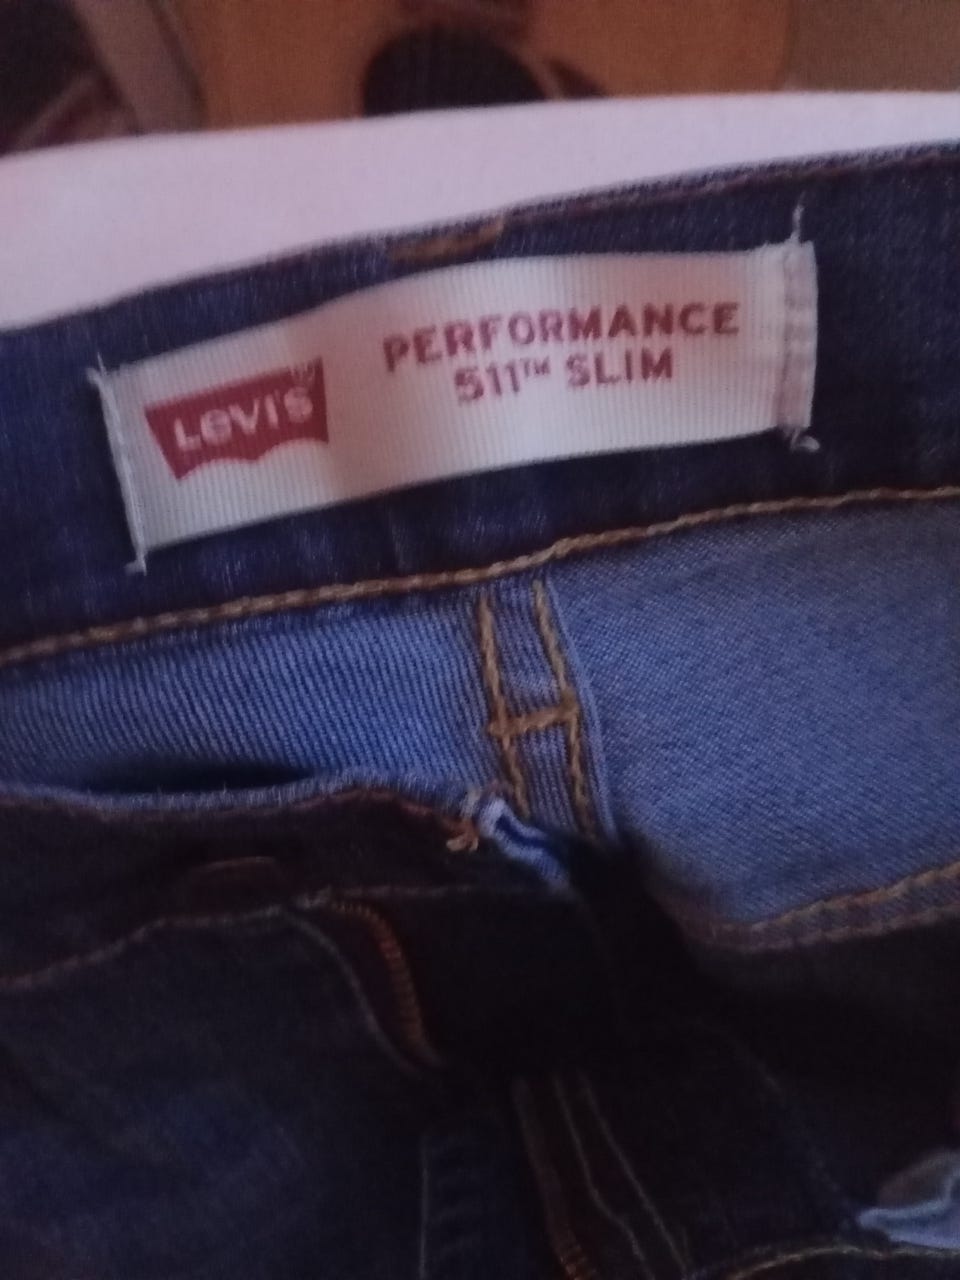 Levi's
PERFORMANCE
511™ SLIM